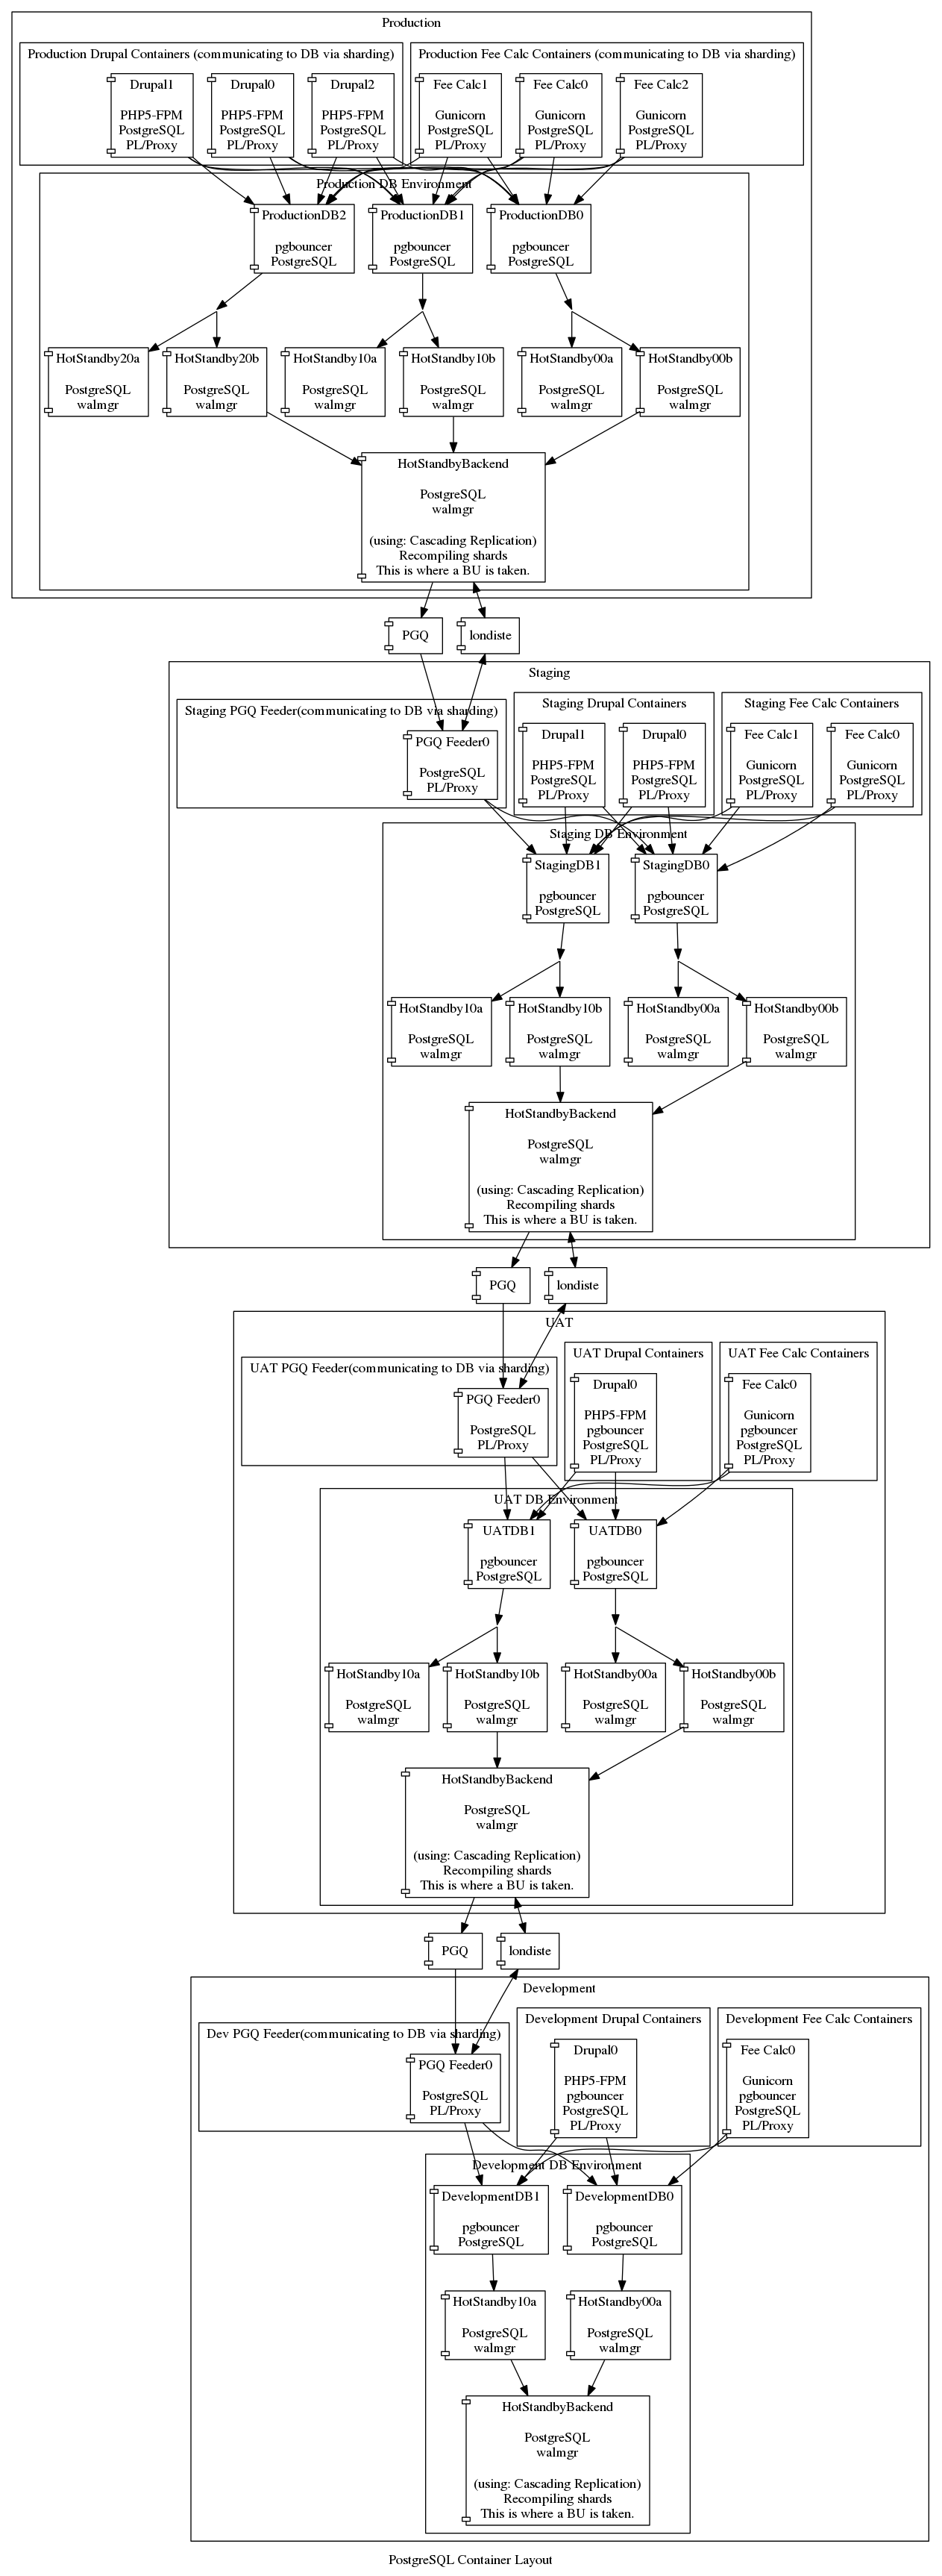 Production
Production Drupal Containers (communicating to DB via sharding)
Production Fee Calc Containers (communicating to DB via sharding)
Drupal1
PHP5-FPM
PostgreSQL
PL/Proxy
Drupal0
PHP5-FPM
PostgreSQL
PL/Proxy
Drupal2
PHP5-FPM
PostgreSQL
PL/Proxy
Fee Calc1
Gunicorn
PostgreSQL
PL/Proxy
Fee Calc0
Gunicorn
PostgreSQL
PL/Proxy
Fee Calc2
Gunicorn
PostgreSQL
PL/Proxy
Production DB Environment
ProductionDB2
pgbouncer
PostgreSQL
ProductionDB1
pgbouncer
PostgreSQL
ProductionDB0
pgbouncer
PostgreSQL
HotStandby20a
PostgreSQL
walmgr
HotStandby20b
PostgreSQL
walmgr
HotStandby10a
PostgreSQL
walmgr
HotStandby10b
PostgreSQL
walmgr
HotStandby00a
PostgreSQL
walmgr
HotStandby00b
PostgreSQL
walmgr
HotStandbyBackend
PostgreSQL
walmgr
(using: Cascading Replication)
Recompiling shards
This is where a BU is taken.
PGQ
londiste
Staging
Staging PGQ Feeder(communicating to DB via sharding)
Staging Drupal Containers
Staging Fee Calc Containers
PGQ Feeder0
PostgreSQL
PL/Proxy
Drupal1
PHP5-FPM
PostgreSQL
PL/Proxy
Drupal0
PHP5-FPM
PostgreSQL
PL/Proxy
Fee Calc1
Gunicorn
PostgreSQL
PL/Proxy
Fee Calc0
Gunicorn
PostgreSQL
PL/Proxy
Staging DB Environment
StagingDB1
pgbouncer
PostgreSQL
StagingDB0
pgbouncer
PostgreSQL
HotStandby10a
PostgreSQL
walmgr
HotStandby10b
PostgreSQL
walmgr
HotStandby00a
PostgreSQL
walmgr
HotStandby00b
PostgreSQL
walmgr
HotStandbyBackend
PostgreSQL
walmgr
(using: Cascading Replication)
Recompiling shards
This is where a BU is taken.
PGQ
londiste
UAT
UAT PGQ Feeder(communicating to DB via sharding)
UAT Drupal Containers
UAT Fee Calc Containers
PGQ Feeder0
PostgreSQL
PL/Proxy
Drupal0
PHP5-FPM
pgbouncer
PostgreSQL
PL/Proxy
Fee Calc0
Gunicorn
pgbouncer
PostgreSQL
PL/Proxy
UAT DB Environment
UATDB1
pgbouncer
PostgreSQL
UATDB0
pgbouncer
PostgreSQL
HotStandby10a
PostgreSQL
walmgr
HotStandby10b
PostgreSQL
walmgr
HotStandby00a
PostgreSQL
walmgr
HotStandby00b
PostgreSQL
walmgr
HotStandbyBackend
PostgreSQL
walmgr
(using: Cascading Replication)
Recompiling shards
This is where a BU is taken.
PGQ
londiste
Development
Dev PGQ Feeder(communicating to DB via sharding)
Development Drupal Containers
Development Fee Calc Containers
PGQ Feeder0
PostgreSQL
PL/Proxy
Drupal0
PHP5-FPM
pgbouncer
PostgreSQL
PL/Proxy
Fee Calc0
Gunicorn
pgbouncer
PostgreSQL
PL/Proxy
Development DB Environment
DevelopmentDB1
pgbouncer
PostgreSQL
DevelopmentDB0
pgbouncer
PostgreSQL
HotStandby10a
PostgreSQL
walmgr
HotStandby00a
PostgreSQL
walmgr
HotStandbyBackend
PostgreSQL
walmgr
(using: Cascading Replication)
Recompiling shards
This is where a BU is taken.
PostgreSQL Container Layout